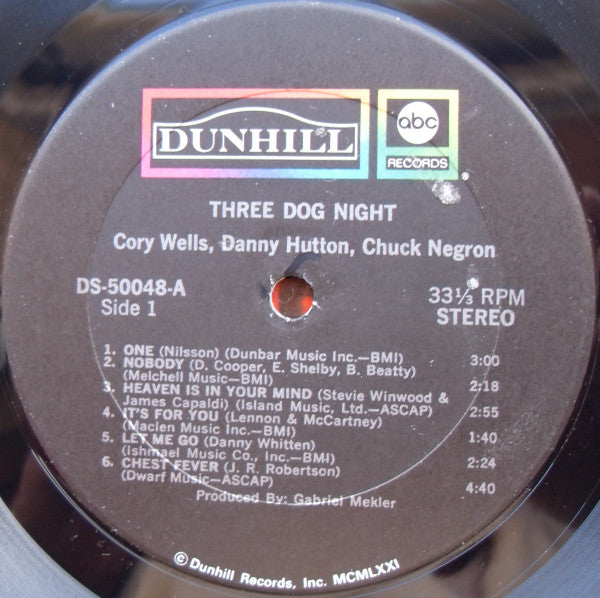 DUNHILL
abc
RECORDS
THREE DOG NIGHT
Cory Wells, Danny Hutton, Chuck Negron
DS-50048-A
Side 1
33⅓ RPM
STEREO
1. ONE (Nilsson) (Dunbar Music Inc.—BMI) 3:00
2. NOBODY (D. Cooper, E. Shelby, B. Beatty)
(Melchell Music—BMI) 2:18
3. HEAVEN IS IN YOUR MIND (Stevie Winwood &
James Capaldi) (Island Music, Ltd.—ASCAP) 2:55
4. IT'S FOR YOU (Lennon & McCartney)
(Maclen Music Inc.—BMI) 1:40
5. LET ME GO (Danny Whitten)
(Ishmael Music Co., Inc.—BMI) 2:24
6. CHEST FEVER (J. R. Robertson)
(Dwarf Music—ASCAP) 4:40
Produced By: Gabriel Mekler
© Dunhill Records, Inc. MCMLXXI